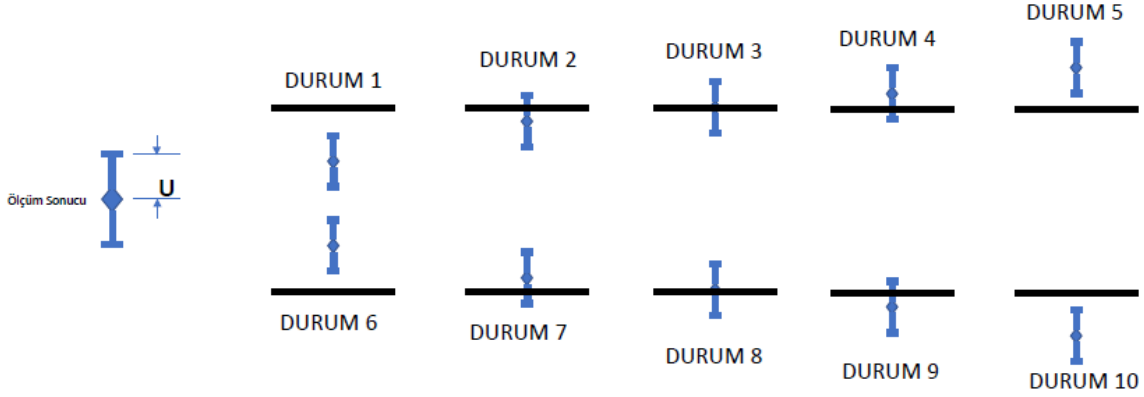 DURUM 1
DURUM 2
DURUM 3
DURUM 4
DURUM 5
Ölçüm Sonucu
U
DURUM 6
DURUM 7
DURUM 8
DURUM 9
DURUM 10